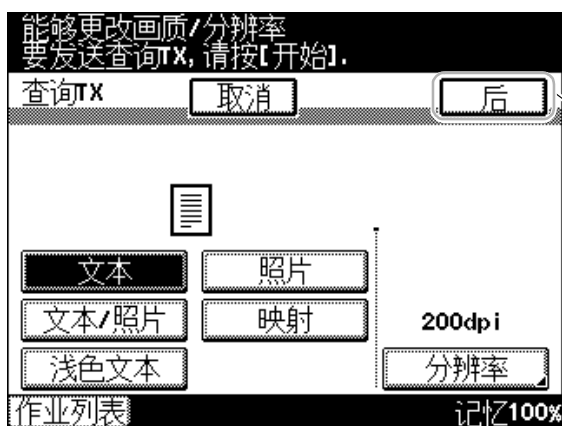 能够更改画质/分辨率
要发送查询TX, 请按[开始].
查询TX 取消 后
文本 照片
文本/照片 映射 200dpi
浅色文本 分辨率
作业列表 记忆100%